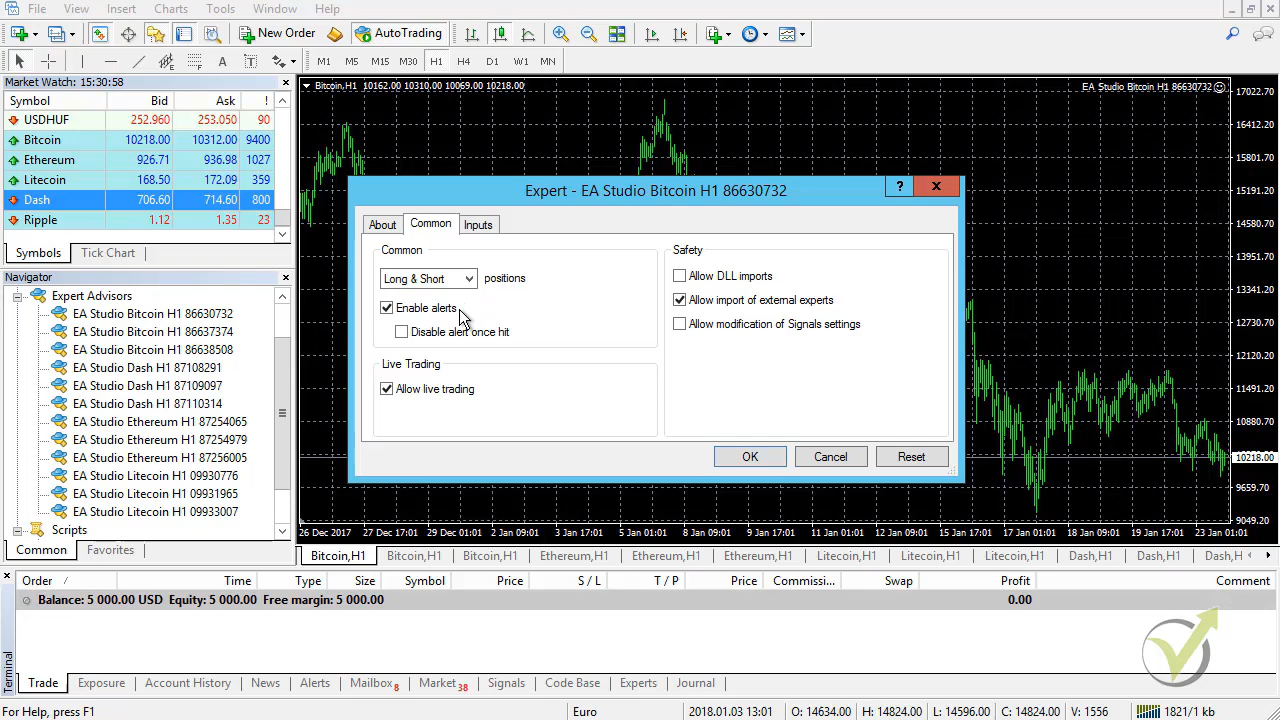 File View Insert Charts Tools Window Help
New Order AutoTrading
M1 M5 M15 M30 H1 H4 D1 W1 MN
Market Watch: 15:30:58
Symbol Bid Ask !
USDHUF 252.960 253.050 90
Bitcoin 10218.00 10312.00 9400
Ethereum 926.71 936.98 1027
Litecoin 168.50 172.09 359
Dash 706.60 714.60 800
Ripple 1.12 1.35 23
Symbols Tick Chart
Navigator
Expert Advisors
EA Studio Bitcoin H1 86630732
EA Studio Bitcoin H1 86637374
EA Studio Bitcoin H1 86638508
EA Studio Dash H1 87108291
EA Studio Dash H1 87109097
EA Studio Dash H1 87110314
EA Studio Ethereum H1 87254065
EA Studio Ethereum H1 87254979
EA Studio Ethereum H1 87256005
EA Studio Litecoin H1 09930776
EA Studio Litecoin H1 09931965
EA Studio Litecoin H1 09933007
Scripts
Common Favorites
Bitcoin,H1 10162.00 10310.00 10069.00 10218.00
EA Studio Bitcoin H1 86630732
17022.70
16412.20
15801.70
15191.20
14580.70
13951.70
13341.20
12730.70
12120.20
11491.20
10880.70
10218.00
9659.70
9049.20
Expert - EA Studio Bitcoin H1 86630732
?
About Common Inputs
Common
Long & Short positions
Enable alerts
Disable alert once hit
Live Trading
Allow live trading
Safety
Allow DLL imports
Allow import of external experts
Allow modification of Signals settings
OK Cancel Reset
26 Dec 2017 27 Dec 17:01 29 Dec 01:01 2 Jan 09:01 3 Jan 17:01 5 Jan 01:01 6 Jan 17:01 8 Jan 09:01 10 Jan 01:01 11 Jan 17:01 12 Jan 09:01 14 Jan 01:01 15 Jan 17:01 17 Jan 01:01 18 Jan 09:01 19 Jan 17:01 23 Jan 01:01
Bitcoin,H1 Bitcoin,H1 Bitcoin,H1 Ethereum,H1 Ethereum,H1 Ethereum,H1 Litecoin,H1 Litecoin,H1 Litecoin,H1 Dash,H1 Dash,H1 Dash,H
Order / Time Type Size Symbol Price S / L T / P Price Commissi... Swap Profit Comment
Balance: 5 000.00 USD Equity: 5 000.00 Free margin: 5 000.00 0.00
Terminal
Trade Exposure Account History News Alerts Mailbox 8 Market 38 Signals Code Base Experts Journal
For Help, press F1 Euro 2018.01.03 13:01 O: 14634.00 H: 14824.00 L: 14596.00 C: 14824.00 V: 1556 1821/1 kb